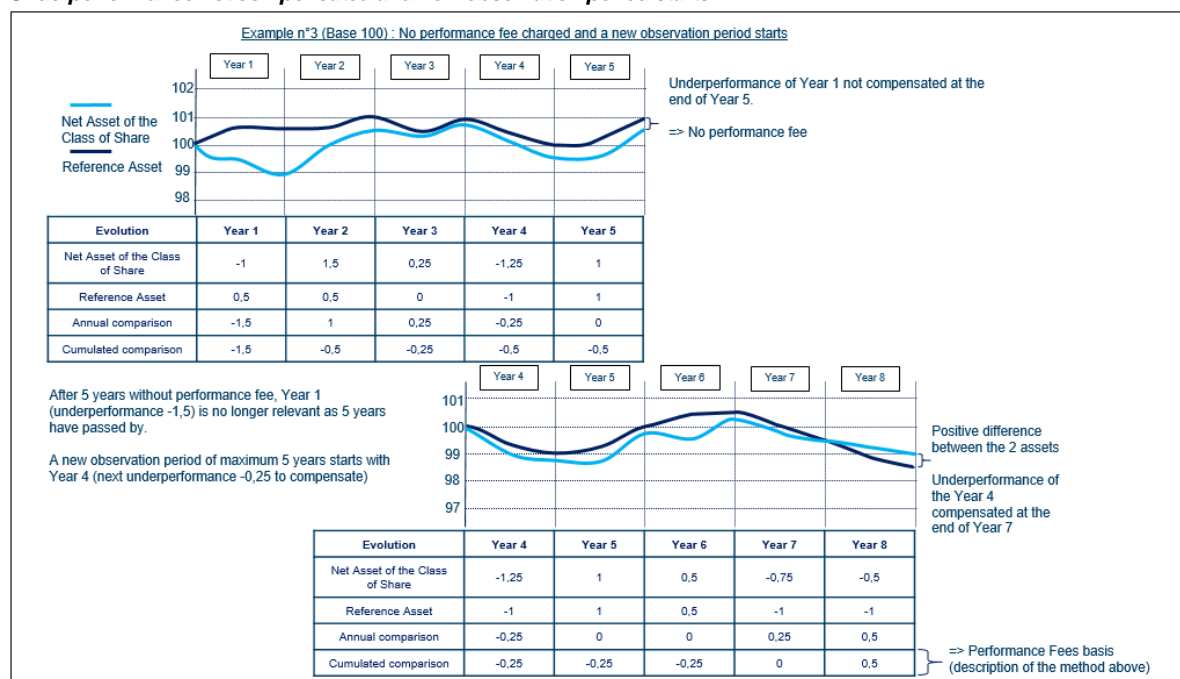 Example n°3 (Base 100) : No performance fee charged and a new observation period starts
Year 1 Year 2 Year 3 Year 4 Year 5
102
101
100
99
98
Net Asset of the
Class of Share
Reference Asset
Underperformance of Year 1 not compensated at the
end of Year 5.
=> No performance fee
Evolution Year 1 Year 2 Year 3 Year 4 Year 5
Net Asset of the Class
of Share -1 1,5 0,25 -1,25 1
Reference Asset 0,5 0,5 0 -1 1
Annual comparison -1,5 1 0,25 -0,25 0
Cumulated comparison -1,5 -0,5 -0,25 -0,5 -0,5
After 5 years without performance fee, Year 1
(underperformance -1,5) is no longer relevant as 5 years
have passed by.
A new observation period of maximum 5 years starts with
Year 4 (next underperformance -0,25 to compensate)
Year 4 Year 5 Year 6 Year 7 Year 8
101
100
99
98
97
Positive difference
between the 2 assets
Underperformance of
the Year 4
compensated at the
end of Year 7
Evolution Year 4 Year 5 Year 6 Year 7 Year 8
Net Asset of the Class
of Share -1,25 1 0,5 -0,75 -0,5
Reference Asset -1 1 0,5 -1 -1
Annual comparison -0,25 0 0 0,25 0,5
Cumulated comparison -0,25 -0,25 -0,25 0 0,5
=> Performance Fees basis
(description of the method above)